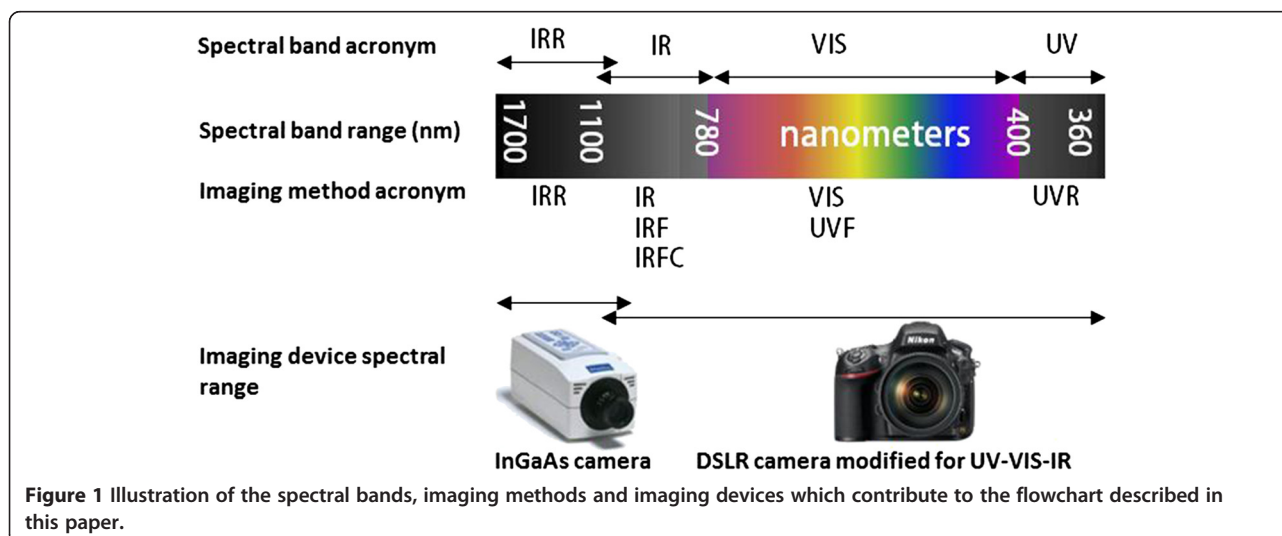 Spectral band acronym IRR IR VIS UV
Spectral band range (nm) 1700 1100 780 nanometers 400 360
Imaging method acronym IRR IR VIS UVR
IRF UVF
IRFC
Imaging device spectral
range
Nikon
InGaAs camera DSLR camera modified for UV-VIS-IR
Figure 1 Illustration of the spectral bands, imaging methods and imaging devices which contribute to the flowchart described in
this paper.